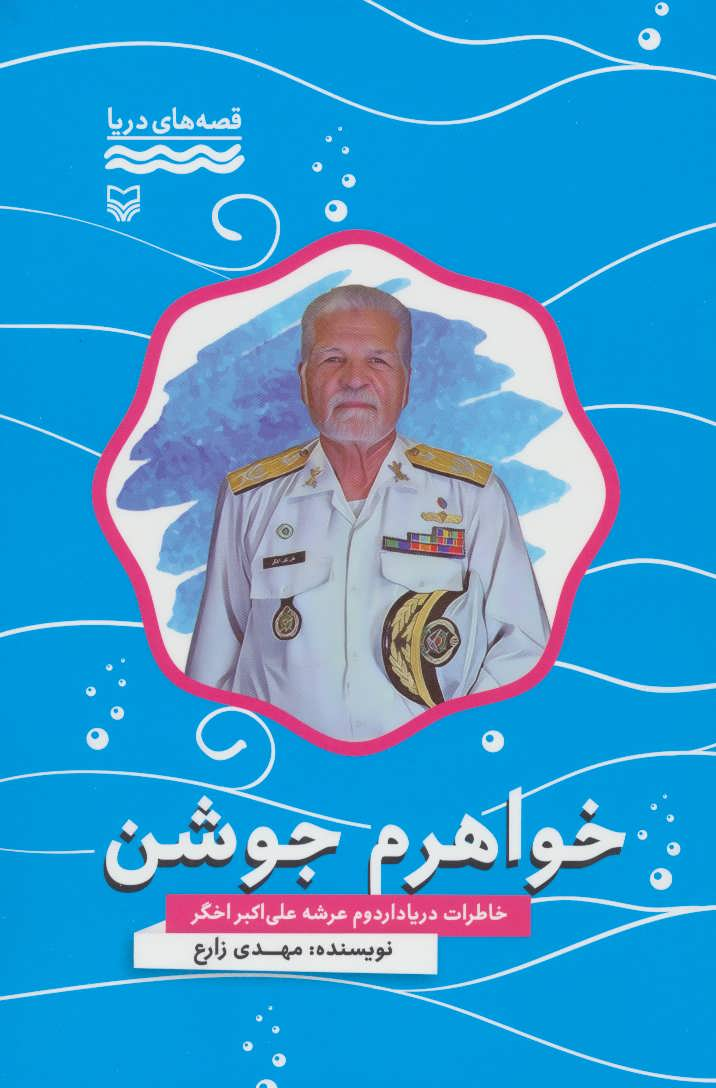 قصه‌های دریا
خواهرم جوشن
خاطرات دریادار دوم عرشه علی‌اکبر اخگر
نویسنده: مهدی زارع